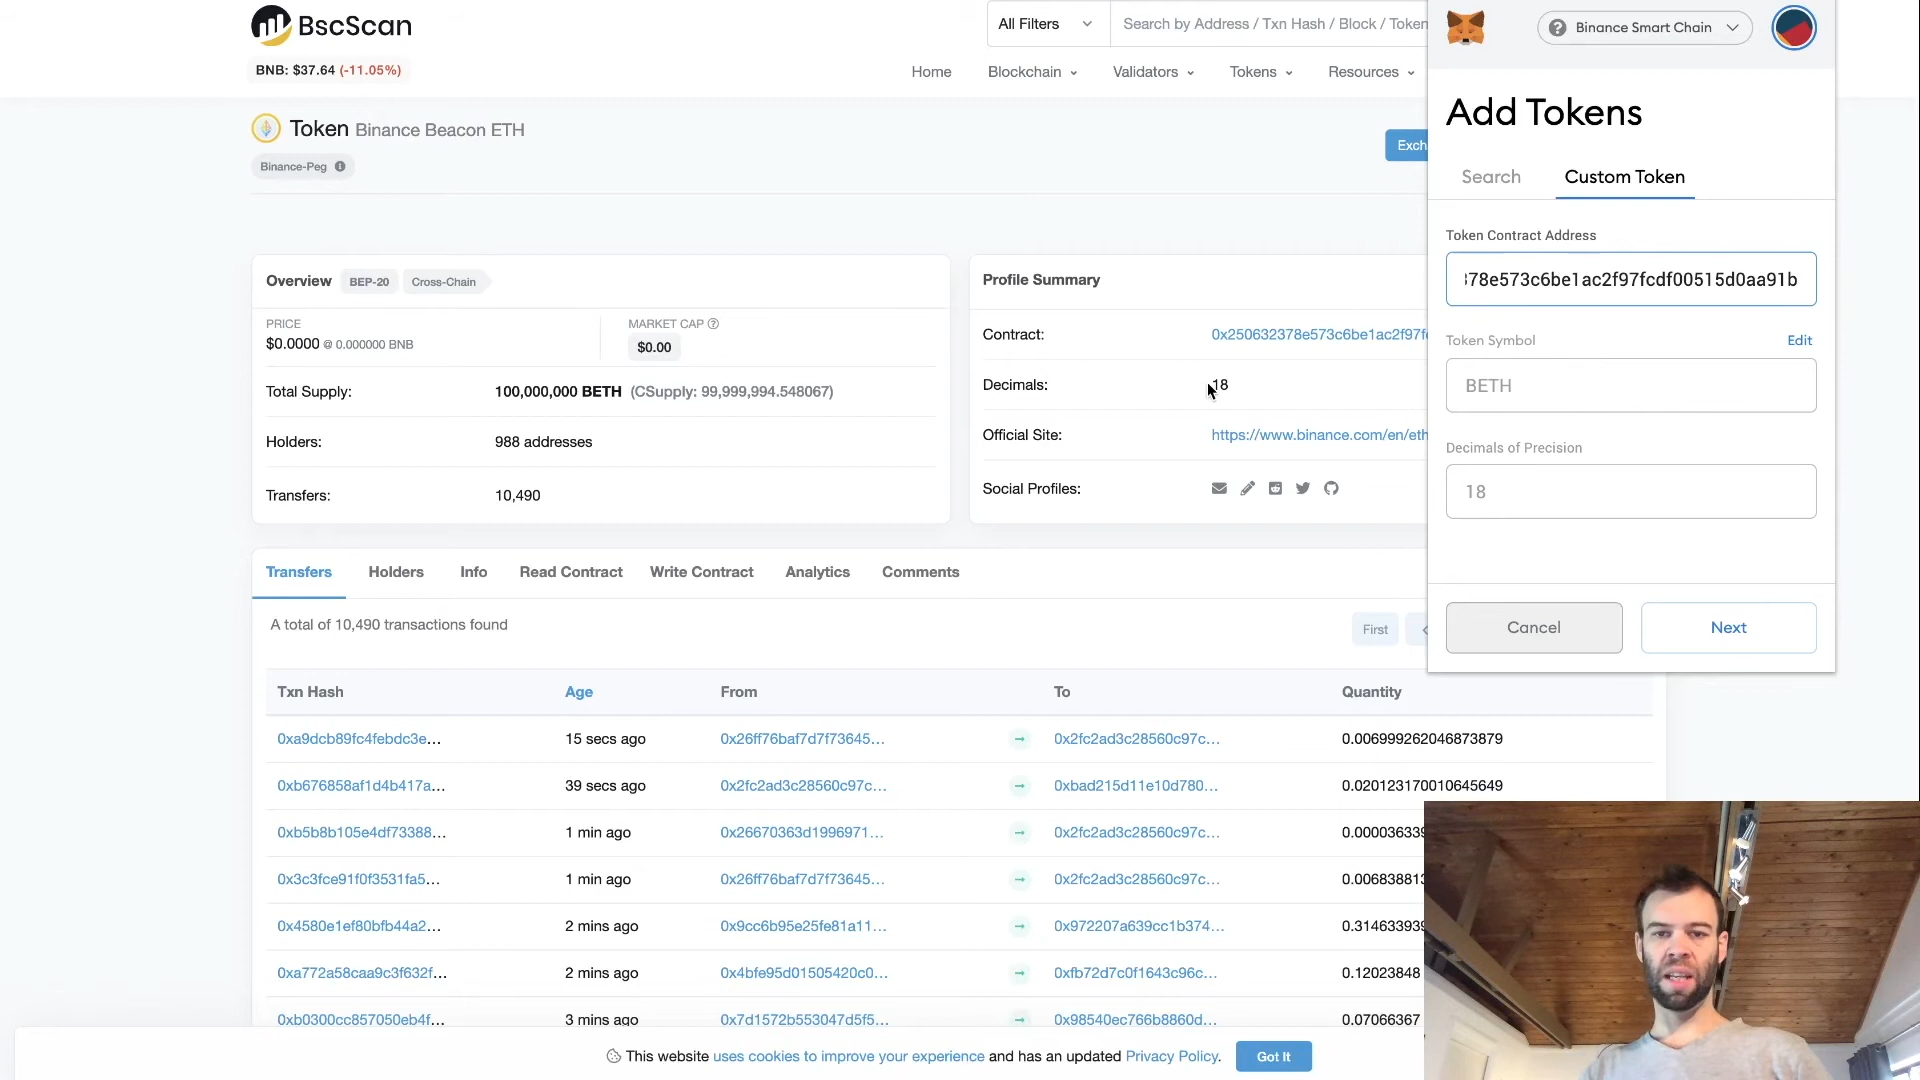 BscScan
All Filters
Search by Address / Txn Hash / Block / Token
BNB: $37.64 (-11.05%)
Home
Blockchain
Validators
Tokens
Resources
Token Binance Beacon ETH
Binance-Peg
Exch
Overview
BEP-20
Cross-Chain
PRICE
$0.0000 @ 0.000000 BNB
MARKET CAP
$0.00
Total Supply:
100,000,000 BETH (CSupply: 99,999,994.548067)
Holders:
988 addresses
Transfers:
10,490
Profile Summary
Contract:
0x250632378e573c6be1ac2f97f
Decimals:
18
Official Site:
https://www.binance.com/en/eth
Social Profiles:
Transfers
Holders
Info
Read Contract
Write Contract
Analytics
Comments
A total of 10,490 transactions found
First
Txn Hash
Age
From
To
Quantity
0xa9dcb89fc4febdc3e...
15 secs ago
0x26ff76baf7d7f73645...
0x2fc2ad3c28560c97c...
0.006999262046873879
0xb676858af1d4b417a...
39 secs ago
0x2fc2ad3c28560c97c...
0xbad215d11e10d780...
0.020123170010645649
0xb5b8b105e4df73388...
1 min ago
0x26670363d1996971...
0x2fc2ad3c28560c97c...
0.000036339
0x3c3fce91f0f3531fa5...
1 min ago
0x26ff76baf7d7f73645...
0x2fc2ad3c28560c97c...
0.006838813
0x4580e1ef80bfb44a2...
2 mins ago
0x9cc6b95e25fe81a11...
0x972207a639cc1b374...
0.314633939
0xa772a58caa9c3f632f...
2 mins ago
0x4bfe95d01505420c0...
0xfb72d7c0f1643c96c...
0.12023848
0xb0300cc857050eb4f...
3 mins ago
0x7d1572b553047d5f5...
0x98540ec766b8860d...
0.07066367
This website uses cookies to improve your experience and has an updated Privacy Policy.
Got It
Binance Smart Chain
Add Tokens
Search
Custom Token
Token Contract Address
378e573c6be1ac2f97fcdf00515d0aa91b
Token Symbol
Edit
BETH
Decimals of Precision
18
Cancel
Next